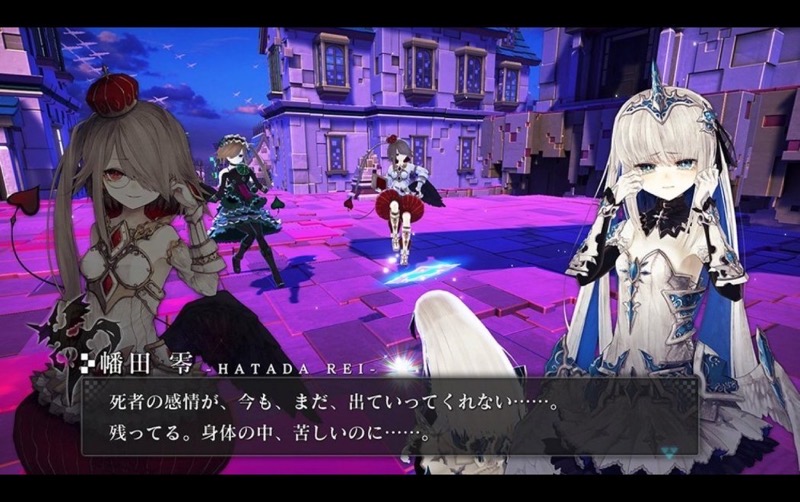 幡田 零 -HATADA REI-
死者の感情が、今も、まだ、出ていってくれない……。
残ってる。身体の中、苦しいのに……。